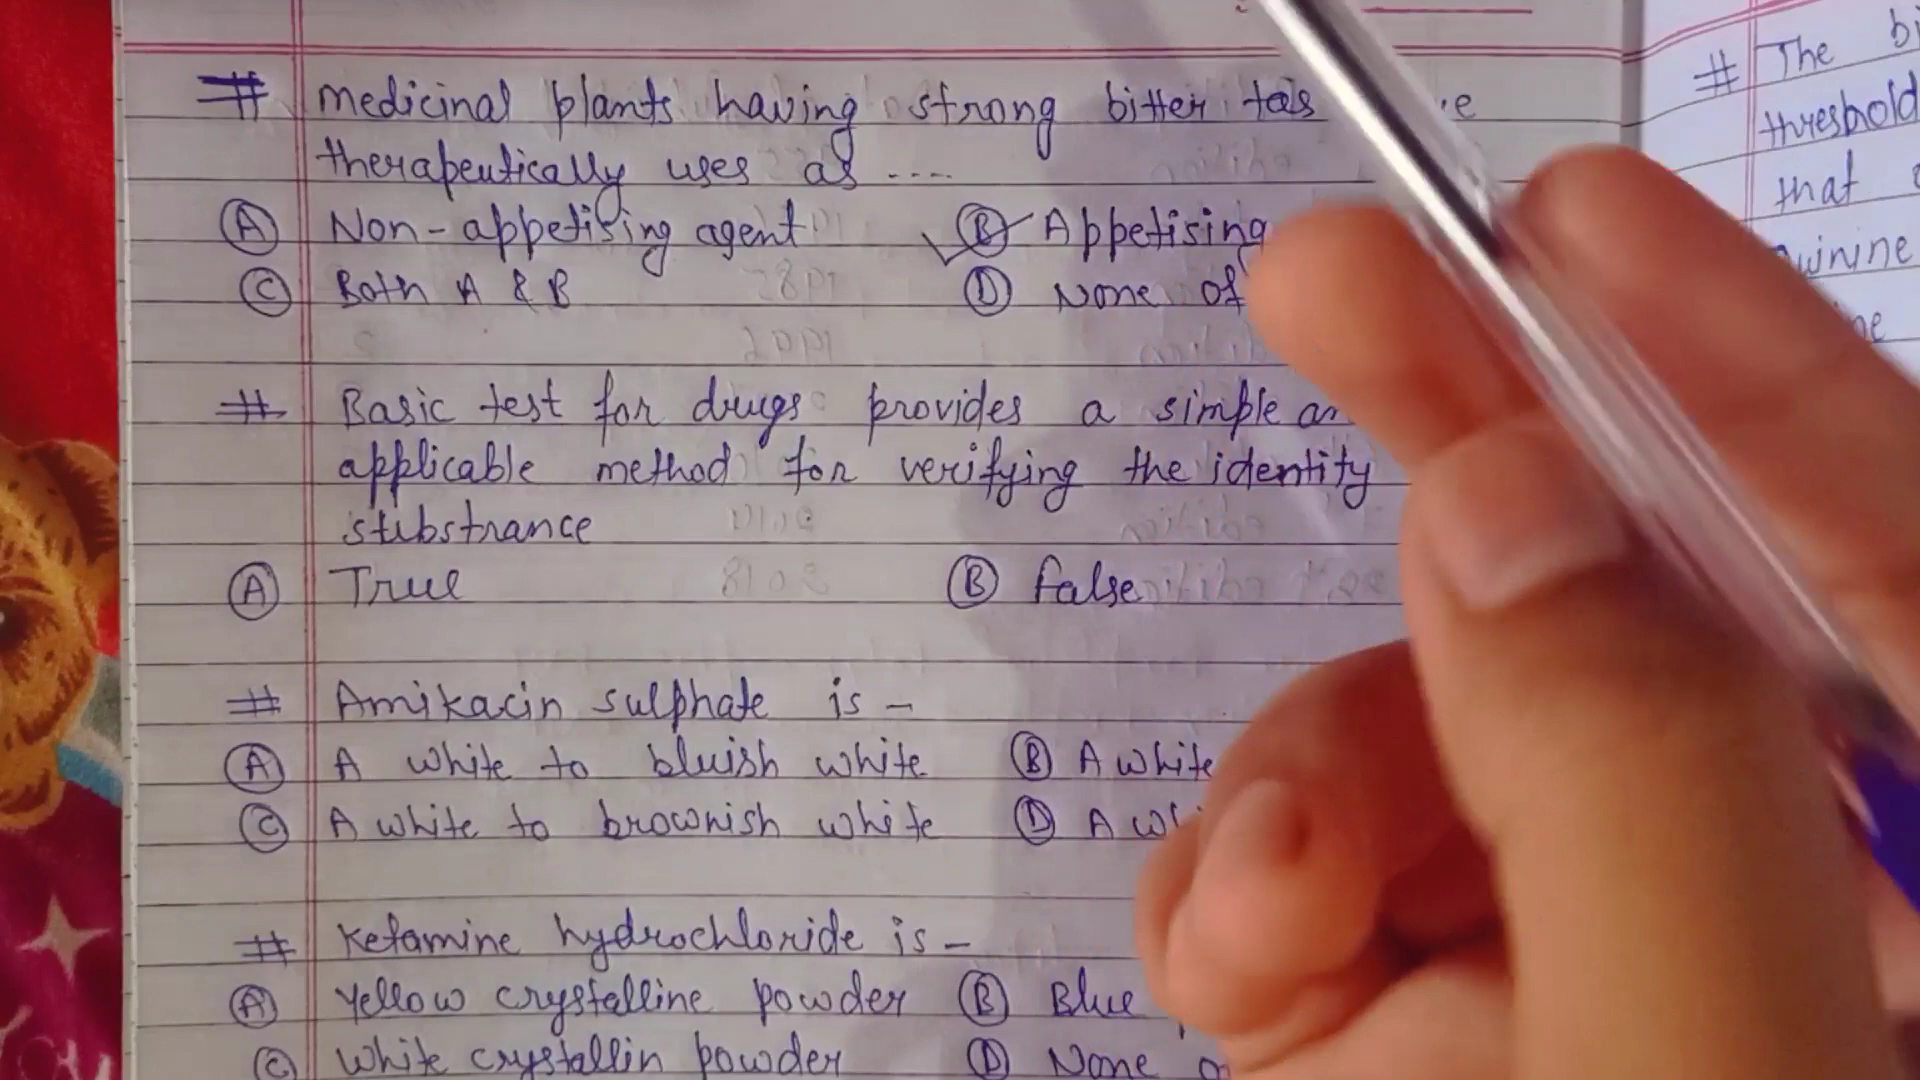 # medicinal plants having strong bitter tas
therapeutically uses as ....
Ⓐ Non-appetising agent Ⓑ Appetising
Ⓒ Both A & B Ⓓ None of
# Basic test for drugs provides a simple an
applicable method for verifying the identity
stubstrance
Ⓐ True Ⓑ false
# Amikacin sulphate is -
Ⓐ A white to bluish white Ⓑ A white
Ⓒ A white to brownish white Ⓓ A
# Ketamine hydrochloride is -
Ⓐ Yellow crystalline powder Ⓑ Blue
Ⓒ White crystallin powder Ⓓ None
# The
threshold
that